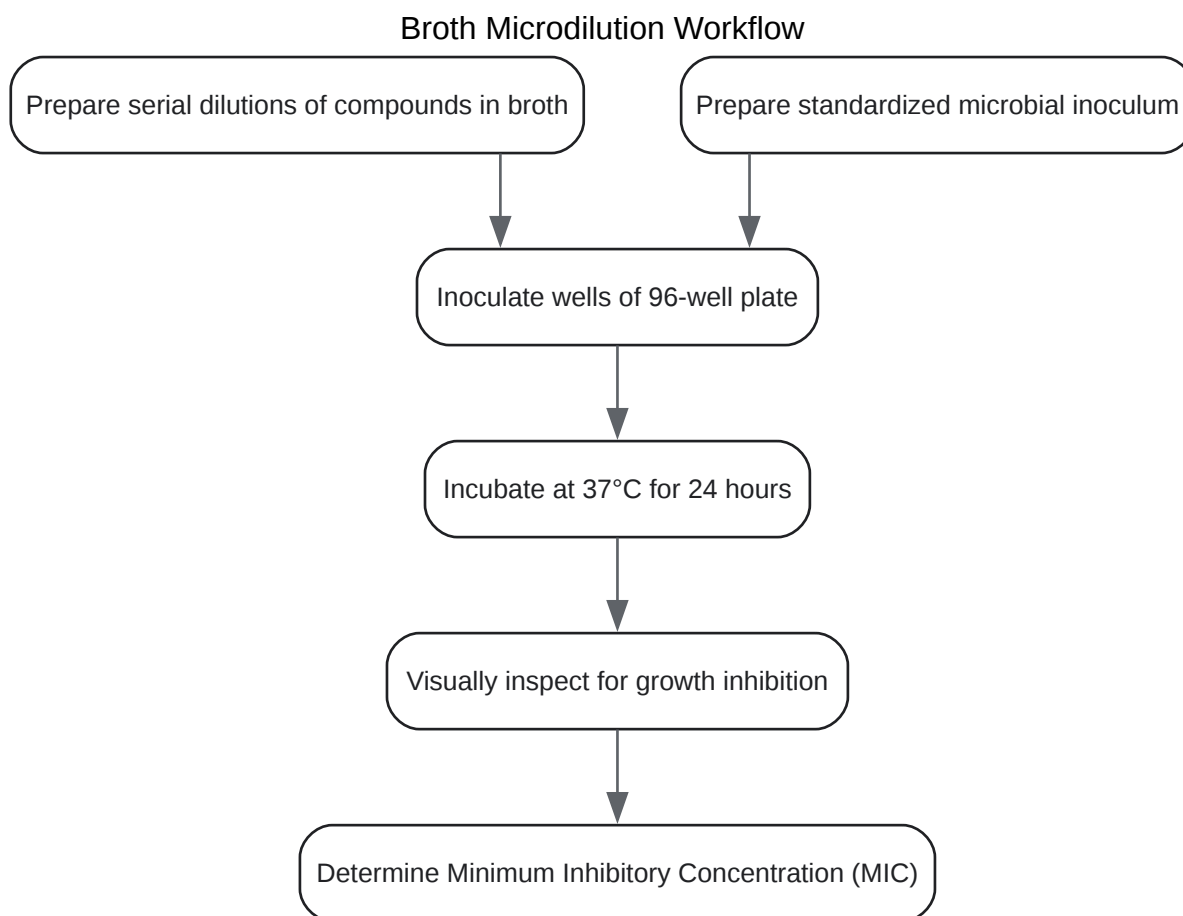 Broth Microdilution Workflow
Prepare serial dilutions of compounds in broth
Prepare standardized microbial inoculum
Inoculate wells of 96-well plate
Incubate at 37°C for 24 hours
Visually inspect for growth inhibition
Determine Minimum Inhibitory Concentration (MIC)